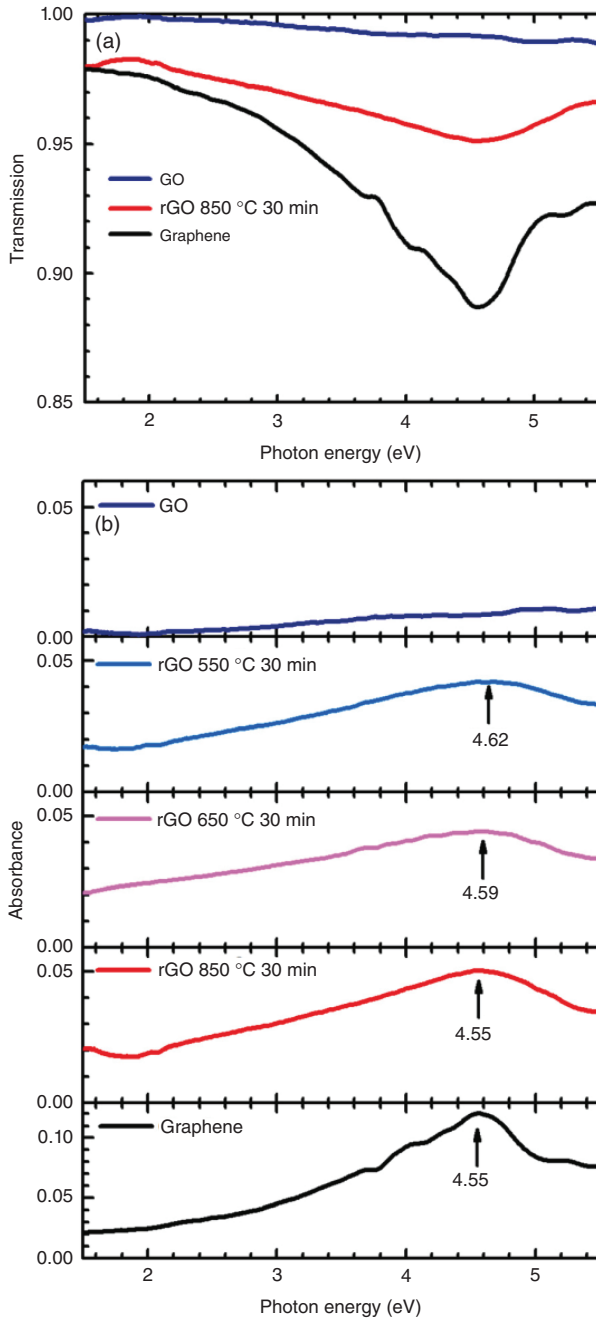 1.00
(a)
0.95
GO
rGO 850 °C 30 min
Graphene
Transmission
0.90
0.85
2 3 4 5
Photon energy (eV)
0.05
(b)
GO
0.00
0.05
rGO 550 °C 30 min
4.62
0.00
0.05
rGO 650 °C 30 min
4.59
Absorbance
0.00
0.05
rGO 850 °C 30 min
4.55
0.00
Graphene
0.10
0.05
4.55
0.00
2 3 4 5
Photon energy (eV)